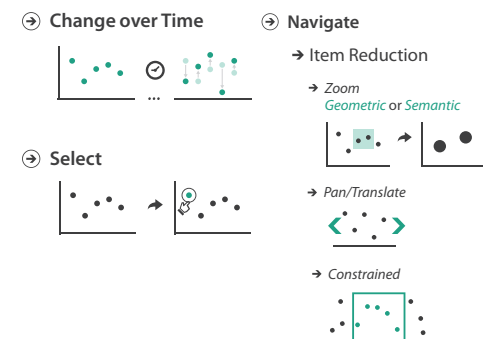 Change over Time
...
Select
Navigate
Item Reduction
Zoom
Geometric or Semantic
Pan/Translate
Constrained